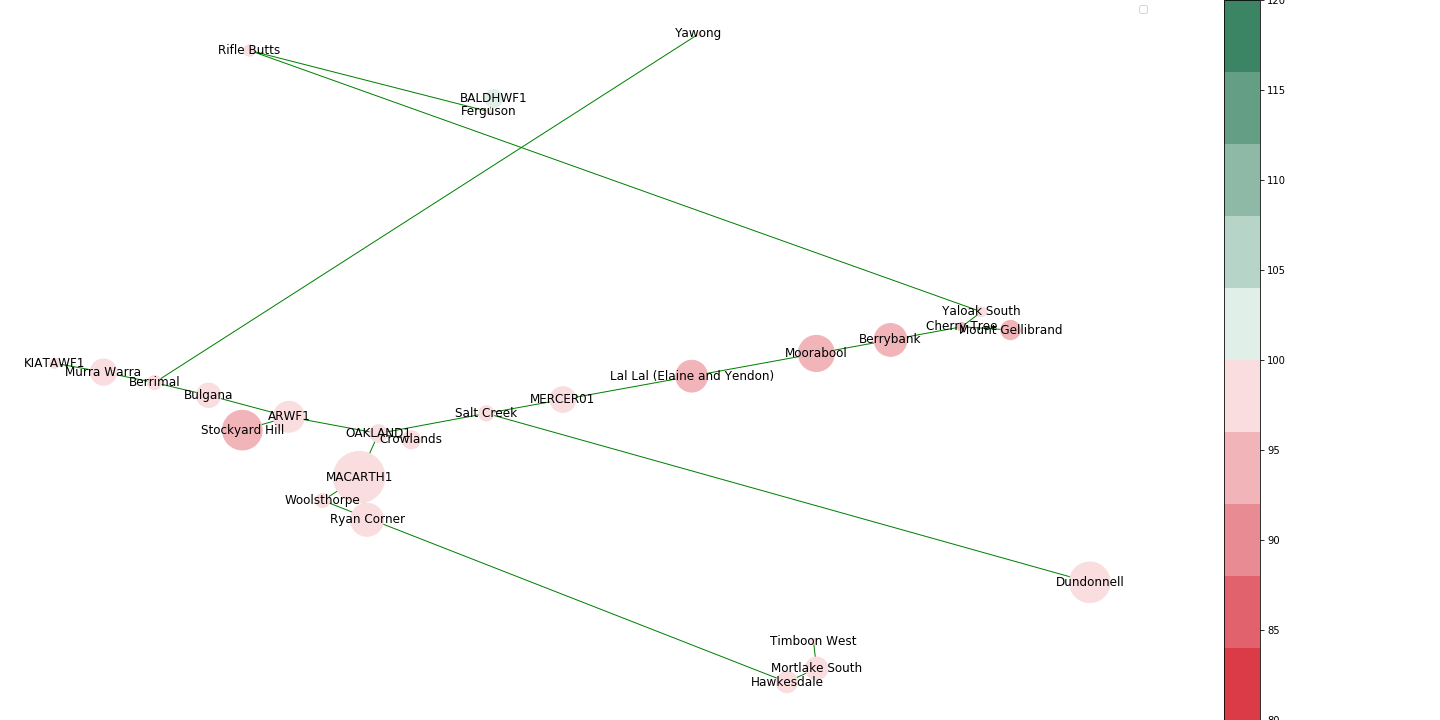 120
Yawong
Rifle Butts
115
BALDHWF1
Ferguson
110
105
Yaloak South
Cherry Tree
Mount Gellibrand
Berrybank
Moorabool
100
KIATAWF1
Murra Warra
Berrimal
Lal Lal (Elaine and Yendon)
Bulgana
MERCER01
Salt Creek
ARWF1
Stockyard Hill
OAKLAND1
Crowlands
95
MACARTH1
Woolsthorpe
Ryan Corner
90
Dundonnell
85
Timboon West
Mortlake South
Hawkesdale
80